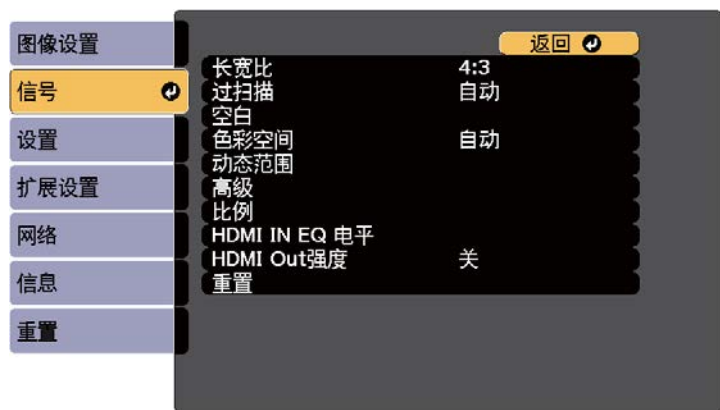 图像设置
信号
设置
扩展设置
网络
信息
重置
返回
长宽比 4:3
过扫描 自动
空白
色彩空间 自动
动态范围
高级
比例
HDMI IN EQ 电平
HDMI Out强度 关
重置